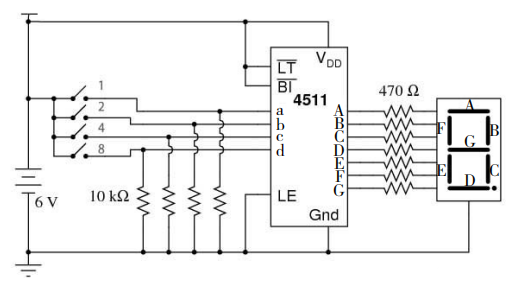 1
2
4
8
6 V
10 kΩ
LT
BI
VDD
4511
a
b
c
d
A
B
C
D
E
F
G
LE
Gnd
470 Ω
A
F
B
G
E
D
C